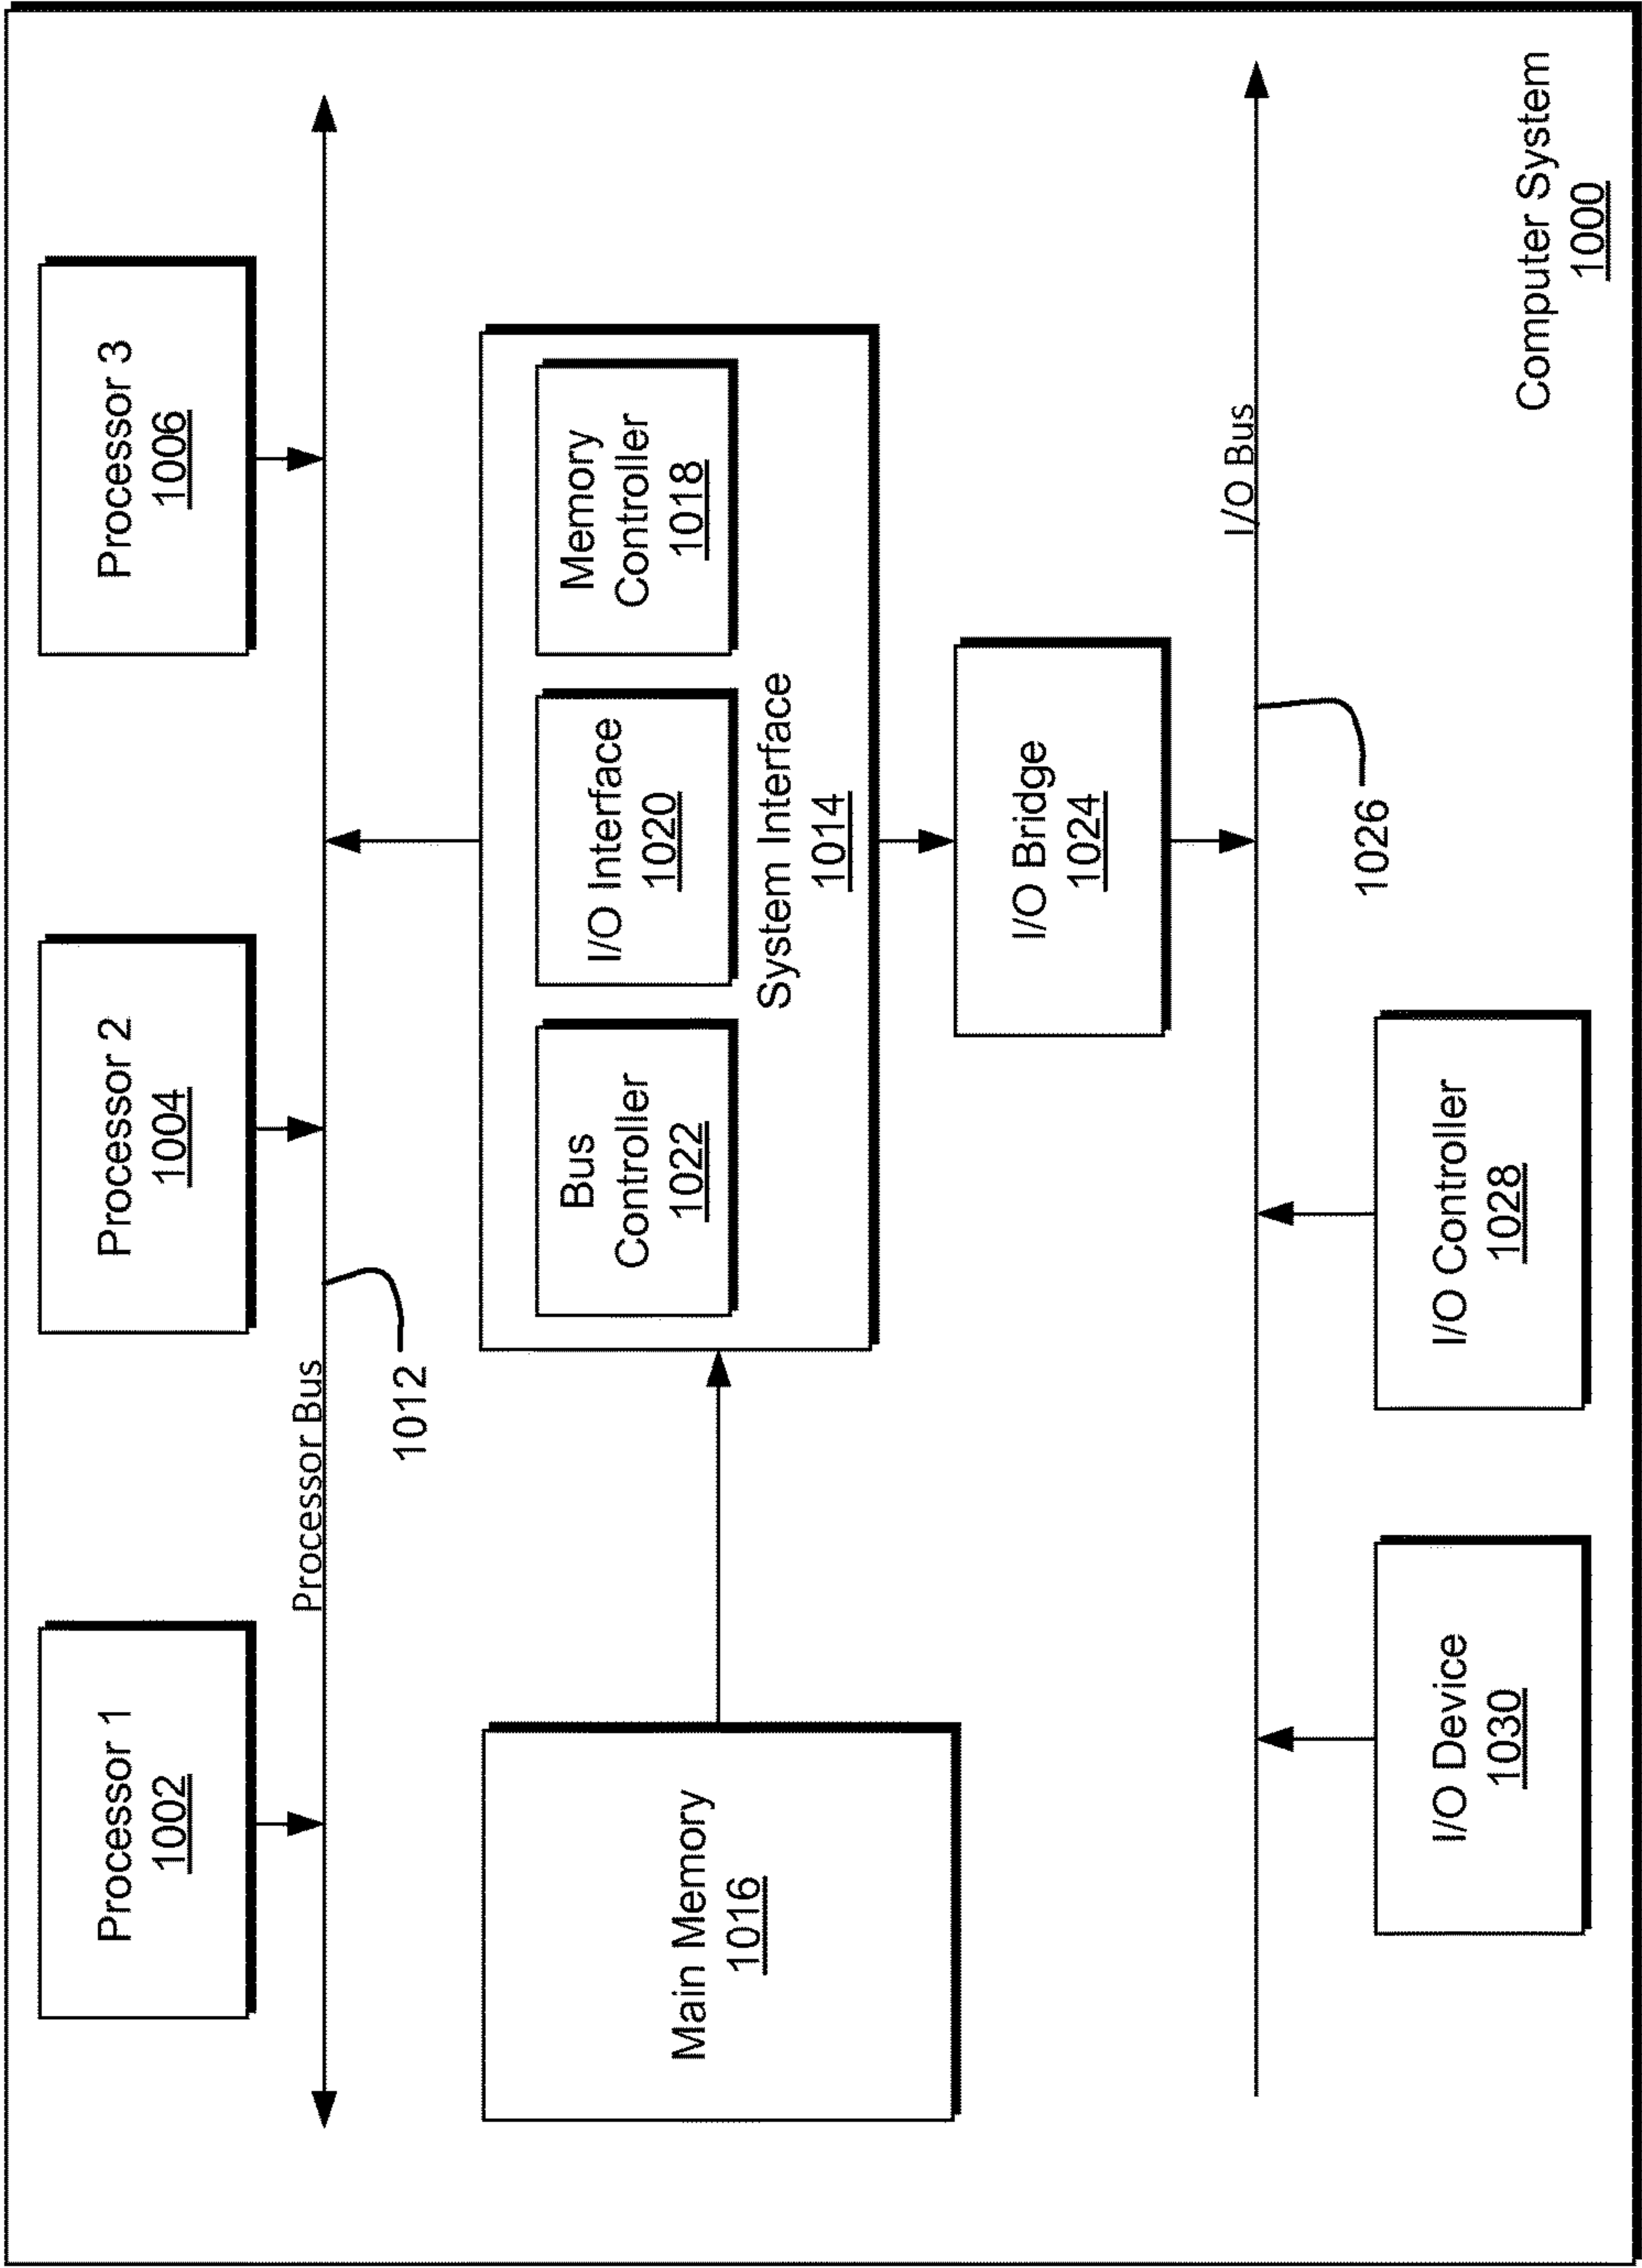 Processor 1
1002
Processor 2
1004
Processor 3
1006
Processor Bus
1012
Main Memory
1016
Bus
Controller
1022
I/O Interface
1020
Memory
Controller
1018
System Interface
1014
I/O Bridge
1024
I/O Bus
1026
I/O Device
1030
I/O Controller
1028
Computer System
1000